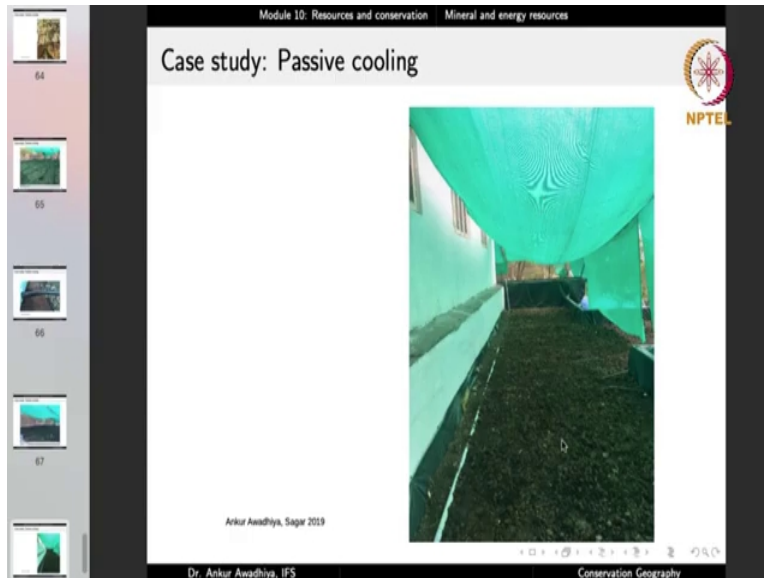 Module 10: Resources and conservation Mineral and energy resources
Case study: Passive cooling
NPTEL
64
65
66
67
Ankur Awadhiya, Sagar 2019
Dr. Ankur Awadhiya, IFS Conservation Geography